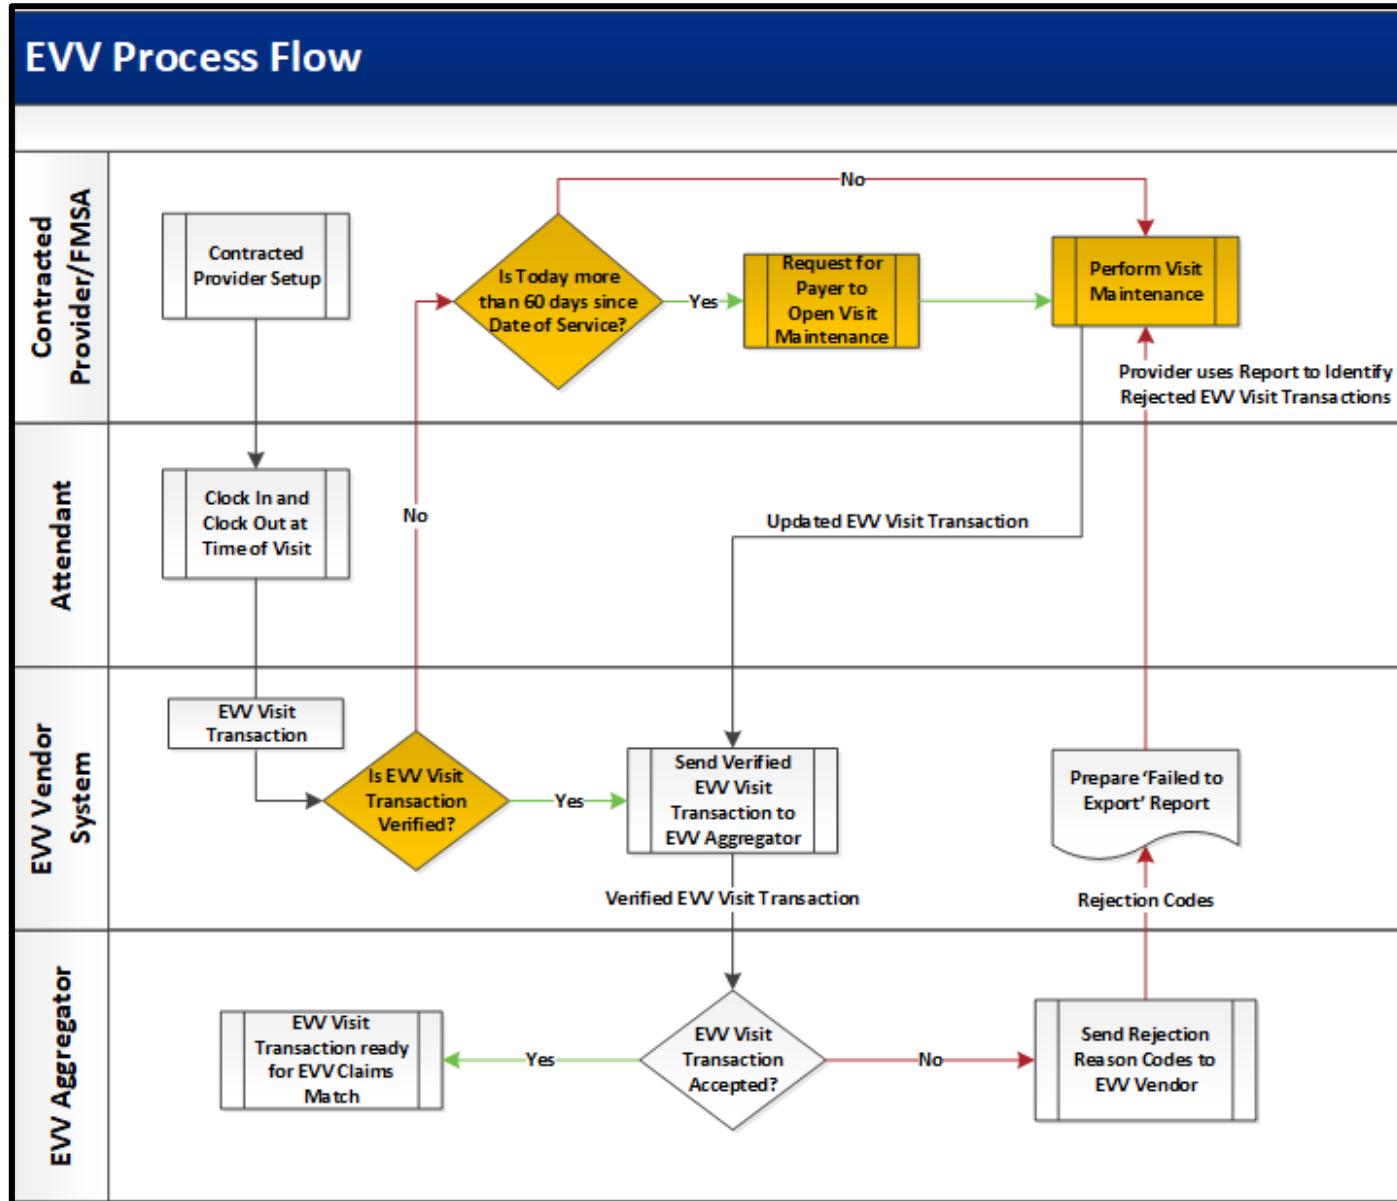 EVV Process Flow
Contracted
Provider/FMSA
Contracted
Provider Setup
Is Today more
than 60 days since
Date of Service?
No
Yes
Request for
Payer to
Open Visit
Maintenance
Perform Visit
Maintenance
Provider uses Report to Identify
Rejected EVV Visit Transactions
Attendant
Clock In and
Clock Out at
Time of Visit
No
Updated EVV Visit Transaction
EVV Vendor
System
EVV Visit
Transaction
Is EVV Visit
Transaction
Verified?
Yes
Send Verified
EVV Visit
Transaction to
EVV Aggregator
Prepare ‘Failed to
Export’ Report
Verified EVV Visit Transaction
Rejection Codes
EVV Aggregator
EVV Visit
Transaction ready
for EVV Claims
Match
Yes
EVV Visit
Transaction
Accepted?
No
Send Rejection
Reason Codes to
EVV Vendor